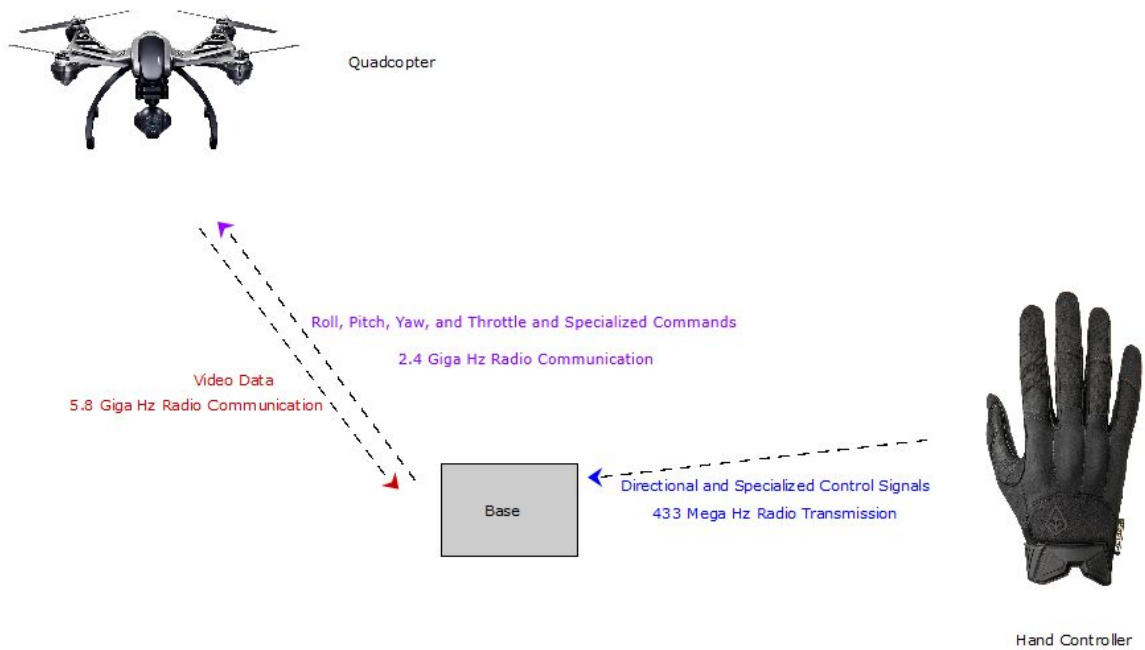 Quadcopter
Roll, Pitch, Yaw, and Throttle and Specialized Commands
2.4 Giga Hz Radio Communication
Video Data
5.8 Giga Hz Radio Communication
Base
Directional and Specialized Control Signals
433 Mega Hz Radio Transmission
Hand Controller